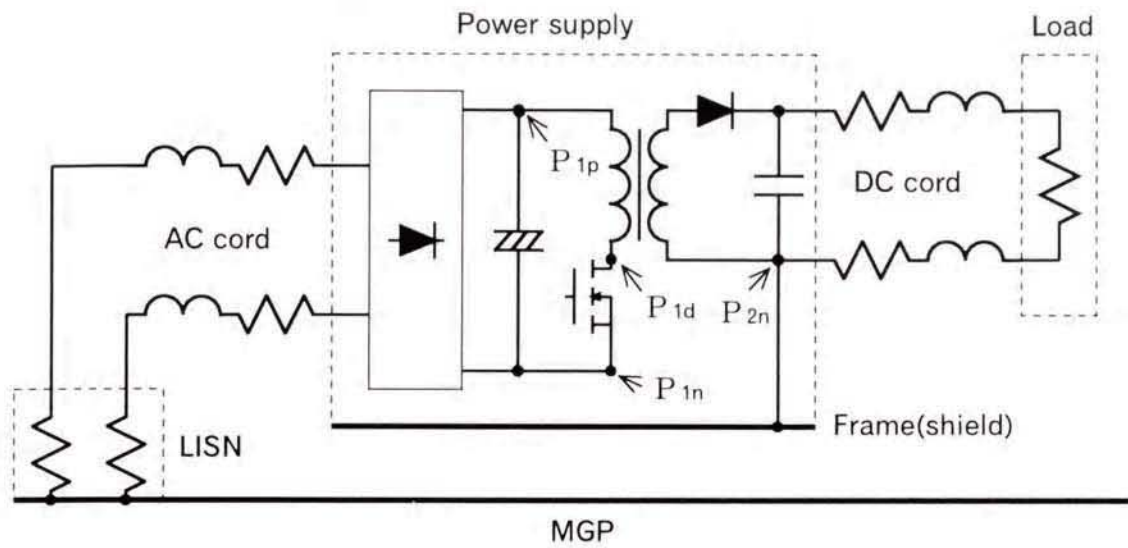 Power supply
Load
P1p
AC cord
DC cord
P1d
P2n
P1n
LISN
Frame(shield)
MGP